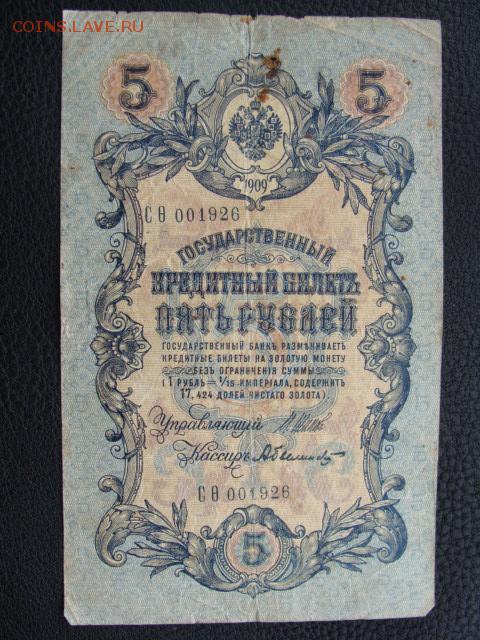 COINS.LAVE.RU
5 5
1909
СѲ 001926
ГОСУДАРСТВЕННЫЙ
КРЕДИТНЫЙ БИЛЕТЪ
ПЯТЬ РУБЛЕЙ
ГОСУДАРСТВЕННЫЙ БАНКЪ РАЗМѢНИВАЕТЪ
КРЕДИТНЫЕ БИЛЕТЫ НА ЗОЛОТУЮ МОНЕТУ
БЕЗЪ ОГРАНИЧЕНІЯ СУММЫ
(1 РУБЛЬ = 1/15 ИМПЕРІАЛА, СОДЕРЖИТЪ
17,424 ДОЛЕЙ ЧИСТАГО ЗОЛОТА).
Управляющій
Кассиръ
СѲ 001926
5